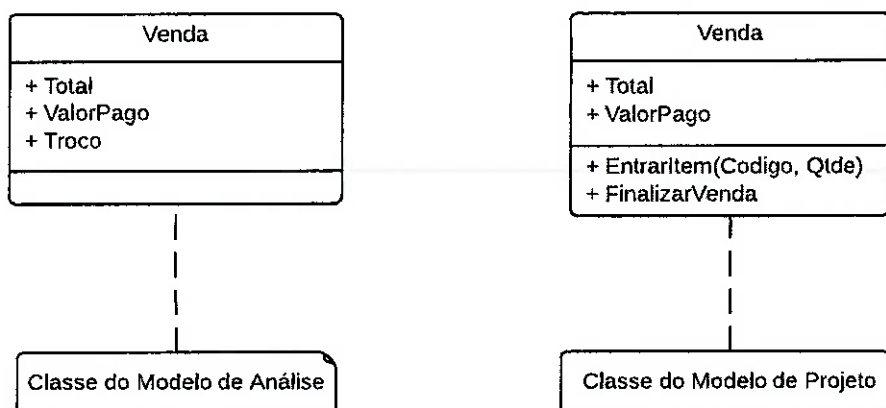 Venda
+ Total
+ ValorPago
+ Troco
Classe do Modelo de Análise
Venda
+ Total
+ ValorPago
+ EntrarItem(Codigo, Qtde)
+ FinalizarVenda
Classe do Modelo de Projeto